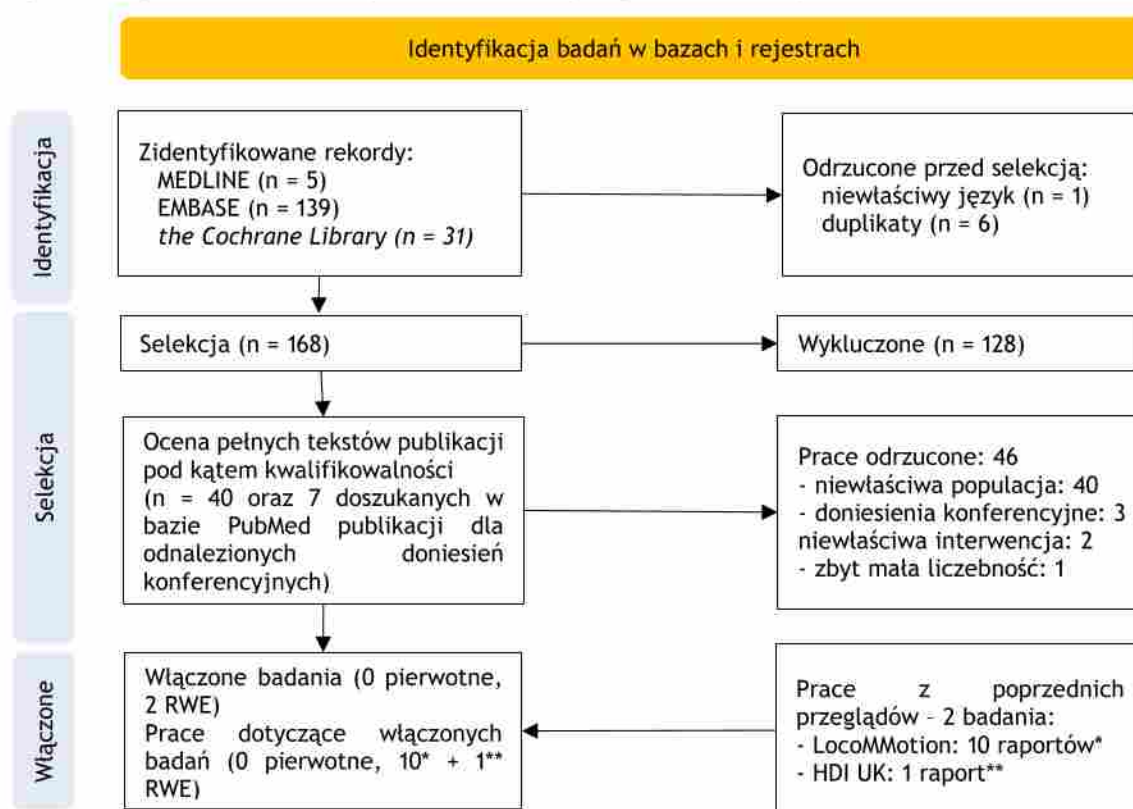 Identyfikacja badań w bazach i rejestrach
Identyfikacja
Zidentyfikowane rekordy:
MEDLINE (n = 5)
EMBASE (n = 139)
the Cochrane Library (n = 31)
Odrzucone przed selekcją:
niewłaściwy język (n = 1)
duplikaty (n = 6)
Selekcja
Selekcja (n = 168)
Wykluczone (n = 128)
Ocena pełnych tekstów publikacji
pod kątem kwalifikowalności
(n = 40 oraz 7 doszukanych w
bazie PubMed publikacji dla
odnalezionych doniesień
konferencyjnych)
Prace odrzucone: 46
- niewłaściwa populacja: 40
- doniesienia konferencyjne: 3
niewłaściwa interwencja: 2
- zbyt mała liczebność: 1
Włączone
Włączone badania (0 pierwotne,
2 RWE)
Prace dotyczące włączonych
badań (0 pierwotne, 10* + 1**
RWE)
Prace z poprzednich
przeglądów – 2 badania:
- LocoMMotion: 10 raportów*
- HDI UK: 1 raport**